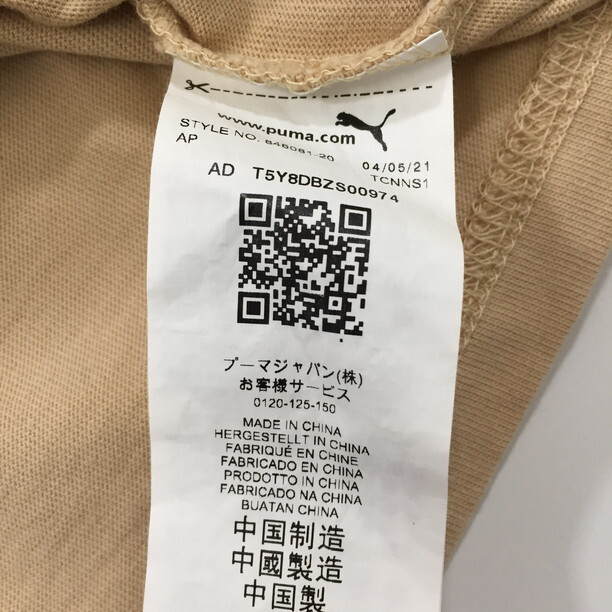 www.puma.com
STYLE NO. 846081-20
04/05/21
AP
TCNNS1
AD T5Y8DBZS00974
プーマジャパン(株)
お客様サービス
0120-125-150
MADE IN CHINA
HERGESTELLT IN CHINA
FABRIQUÉ EN CHINE
FABRICADO EN CHINA
PRODOTTO IN CHINA
FABRICADO NA CHINA
BUATAN CHINA
中国制造
中國製造
中国製